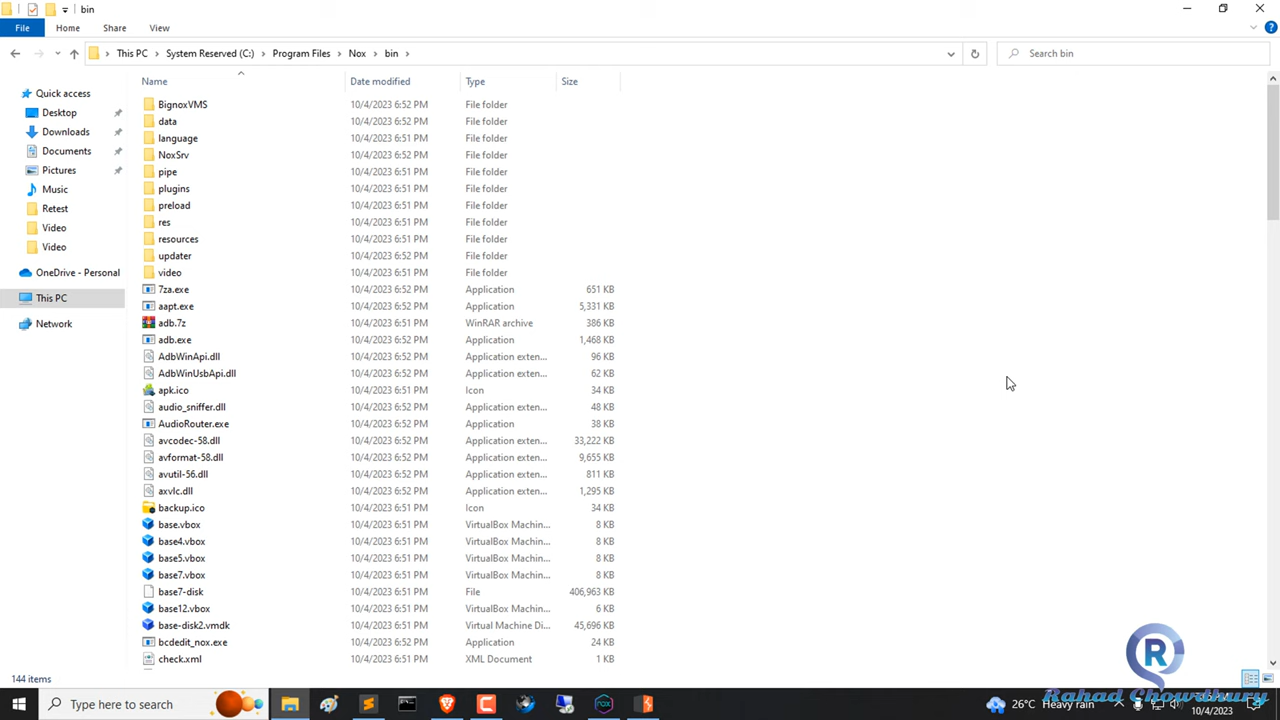 bin
File Home Share View
This PC System Reserved (C:) Program Files Nox bin Search bin
Name Date modified Type Size
Quick access
Desktop
Downloads
Documents
Pictures
Music
Retest
Video
Video
OneDrive - Personal
This PC
Network
BignoxVMS 10/4/2023 6:52 PM File folder
data 10/4/2023 6:52 PM File folder
language 10/4/2023 6:51 PM File folder
NoxSrv 10/4/2023 6:52 PM File folder
pipe 10/4/2023 6:52 PM File folder
plugins 10/4/2023 6:51 PM File folder
preload 10/4/2023 6:51 PM File folder
res 10/4/2023 6:51 PM File folder
resources 10/4/2023 6:51 PM File folder
updater 10/4/2023 6:52 PM File folder
video 10/4/2023 6:51 PM File folder
7za.exe 10/4/2023 6:51 PM Application 651 KB
aapt.exe 10/4/2023 6:52 PM Application 5,331 KB
adb.7z 10/4/2023 6:51 PM WinRAR archive 386 KB
adb.exe 10/4/2023 6:52 PM Application 1,468 KB
AdbWinApi.dll 10/4/2023 6:52 PM Application exten... 96 KB
AdbWinUsbApi.dll 10/4/2023 6:52 PM Application exten... 62 KB
apk.ico 10/4/2023 6:51 PM Icon 34 KB
audio_sniffer.dll 10/4/2023 6:52 PM Application exten... 48 KB
AudioRouter.exe 10/4/2023 6:52 PM Application 38 KB
avcodec-58.dll 10/4/2023 6:52 PM Application exten... 33,222 KB
avformat-58.dll 10/4/2023 6:52 PM Application exten... 9,655 KB
avutil-56.dll 10/4/2023 6:52 PM Application exten... 811 KB
axvlc.dll 10/4/2023 6:52 PM Application exten... 1,295 KB
backup.ico 10/4/2023 6:51 PM Icon 34 KB
base.vbox 10/4/2023 6:51 PM VirtualBox Machin... 8 KB
base4.vbox 10/4/2023 6:51 PM VirtualBox Machin... 8 KB
base5.vbox 10/4/2023 6:51 PM VirtualBox Machin... 8 KB
base7.vbox 10/4/2023 6:51 PM VirtualBox Machin... 8 KB
base7-disk 10/4/2023 6:51 PM File 406,963 KB
base12.vbox 10/4/2023 6:51 PM VirtualBox Machin... 6 KB
base-disk2.vmdk 10/4/2023 6:51 PM Virtual Machine Di... 45,696 KB
bcdedit_nox.exe 10/4/2023 6:51 PM Application 24 KB
check.xml 10/4/2023 6:51 PM XML Document 1 KB
144 items
R
Rahad Chowdhury
Type here to search
nox
26°C Heavy rain
10/4/2023